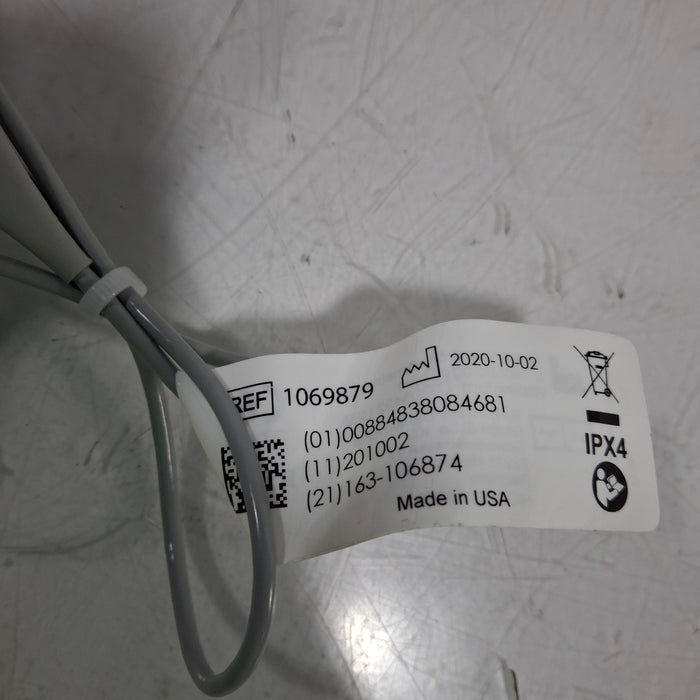 REF 1069879 2020-10-02
(01)00884838084681
(11)201002
(21)163-106874
Made in USA
IPX4